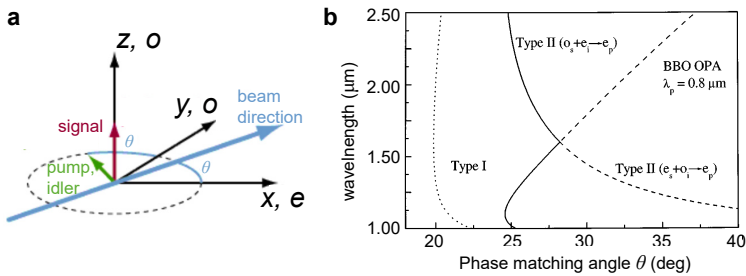 a
z, o
y, o
beam
direction
signal
θ
θ
pump,
idler
x, e
b
2.50
2.00
1.50
1.00
wavelnength (μm)
Type II (oₛ+eᵢ→eₚ)
BBO OPA
λₚ = 0.8 μm
Type I
Type II (eₛ+oᵢ→eₚ)
20 25 30 35 40
Phase matching angle θ (deg)